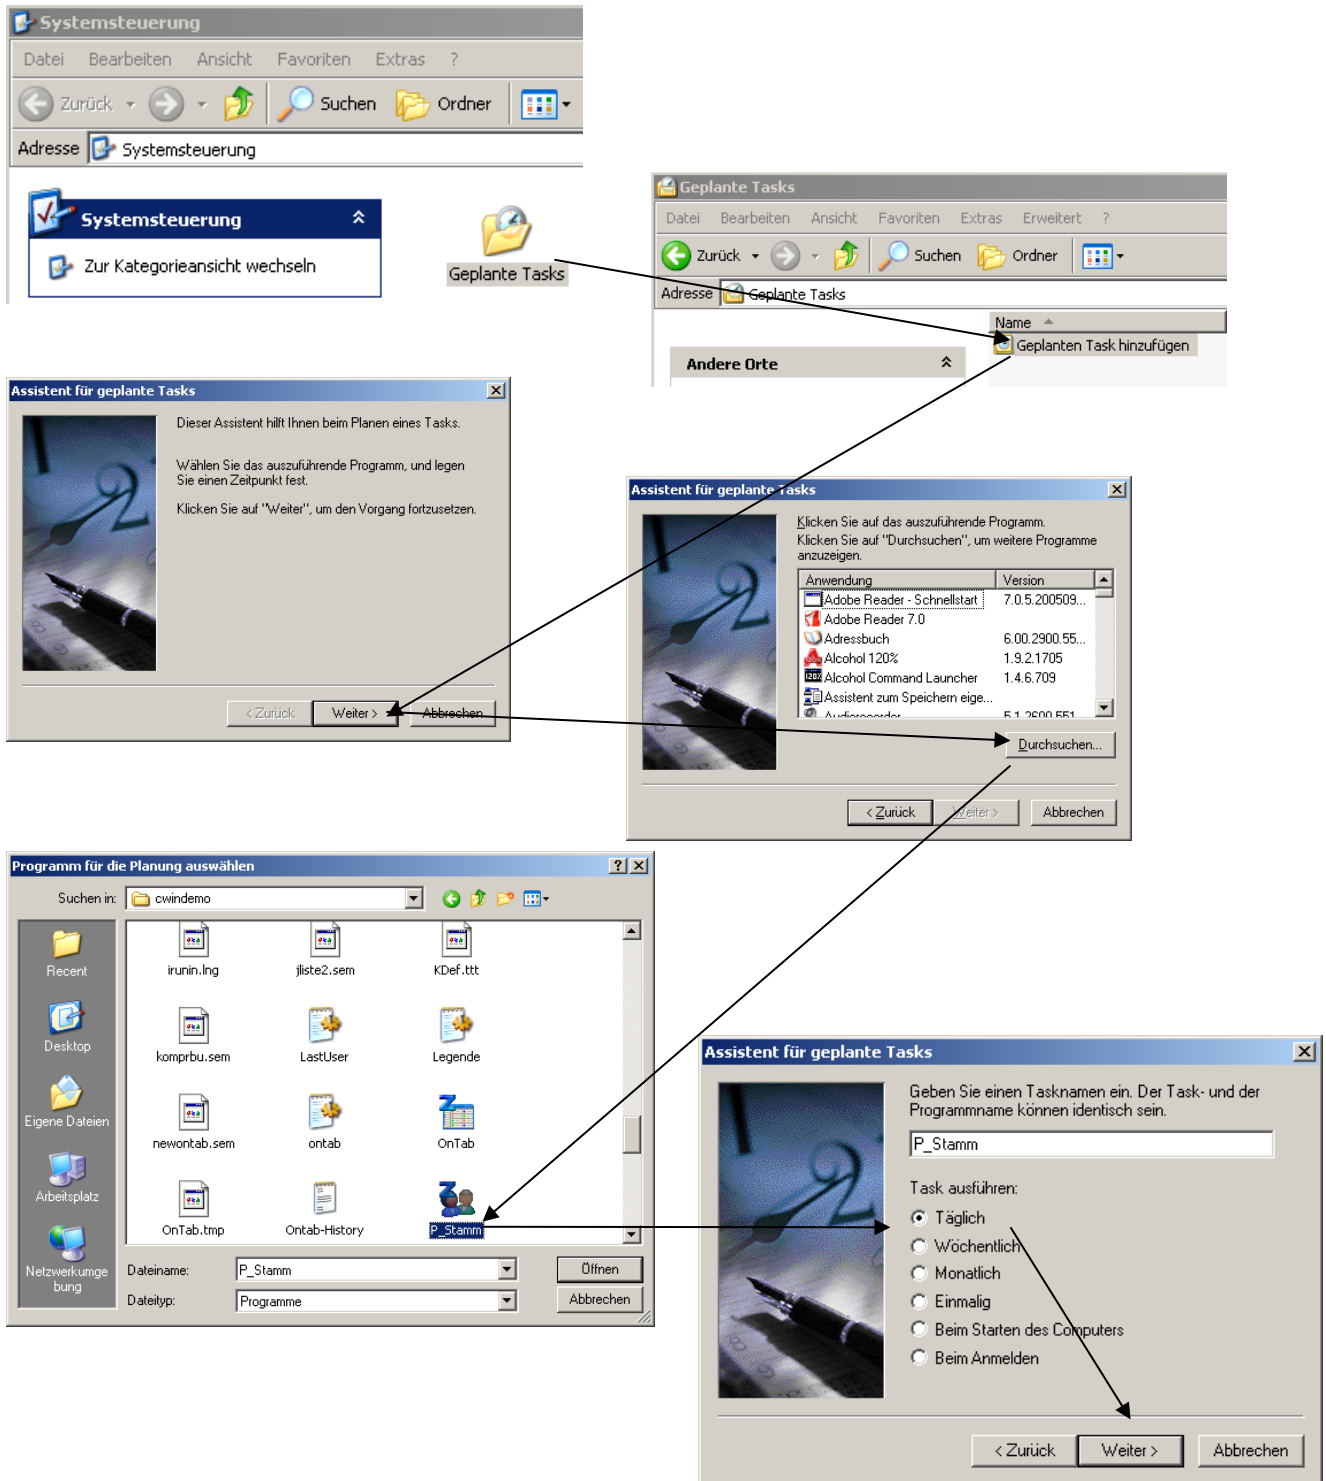 Systemsteuerung
Datei Bearbeiten Ansicht Favoriten Extras ?
Zurück Suchen Ordner
Adresse Systemsteuerung
Systemsteuerung
Zur Kategorieansicht wechseln
Geplante Tasks
Geplante Tasks
Datei Bearbeiten Ansicht Favoriten Extras Erweitert ?
Zurück Suchen Ordner
Adresse Geplante Tasks
Name
Geplanten Task hinzufügen
Andere Orte
Assistent für geplante Tasks
Dieser Assistent hilft Ihnen beim Planen eines Tasks.
Wählen Sie das auszuführende Programm, und legen
Sie einen Zeitpunkt fest.
Klicken Sie auf "Weiter", um den Vorgang fortzusetzen.
< Zurück Weiter > Abbrechen
Assistent für geplante Tasks
Klicken Sie auf das auszuführende Programm.
Klicken Sie auf "Durchsuchen", um weitere Programme
anzuzeigen.
Anwendung Version
Adobe Reader - Schnellstart 7.0.5.200509...
Adobe Reader 7.0
Adressbuch 6.00.2900.55...
Alcohol 120% 1.9.2.1705
Alcohol Command Launcher 1.4.6.709
Assistent zum Speichern eige...
Audiorecorder 5.1.2600.551
Durchsuchen...
< Zurück Weiter > Abbrechen
Programm für die Planung auswählen
Suchen in: cwindemo
Recent
Desktop
Eigene Dateien
Arbeitsplatz
Netzwerkumge
bung
irunin.lng jliste2.sem KDef.ttt
komprbu.sem LastUser Legende
newontab.sem ontab OnTab
OnTab.tmp Ontab-History P_Stamm
Dateiname: P_Stamm Öffnen
Dateityp: Programme Abbrechen
Assistent für geplante Tasks
Geben Sie einen Tasknamen ein. Der Task- und der
Programmname können identisch sein.
P_Stamm
Task ausführen:
Täglich
Wöchentlich
Monatlich
Einmalig
Beim Starten des Computers
Beim Anmelden
< Zurück Weiter > Abbrechen